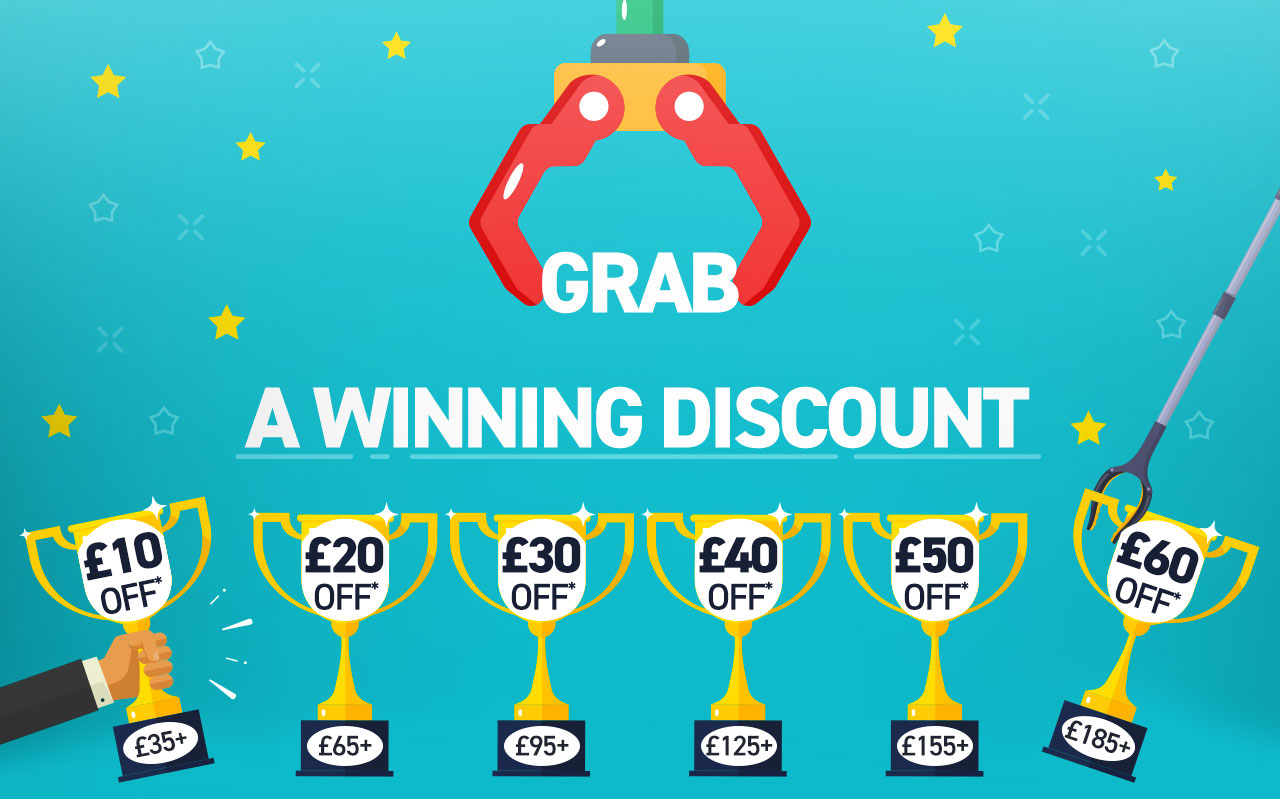 GRAB
A WINNING DISCOUNT
£10
OFF*
£20
OFF*
£30
OFF*
£40
OFF*
£50
OFF*
£60
OFF*
£35+
£65+
£95+
£125+
£155+
£185+